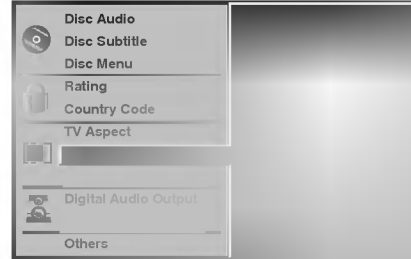 Disc Audio
Disc Subtitle
Disc Menu
Rating
Country Code
TV Aspect
Digital Audio Output
Others